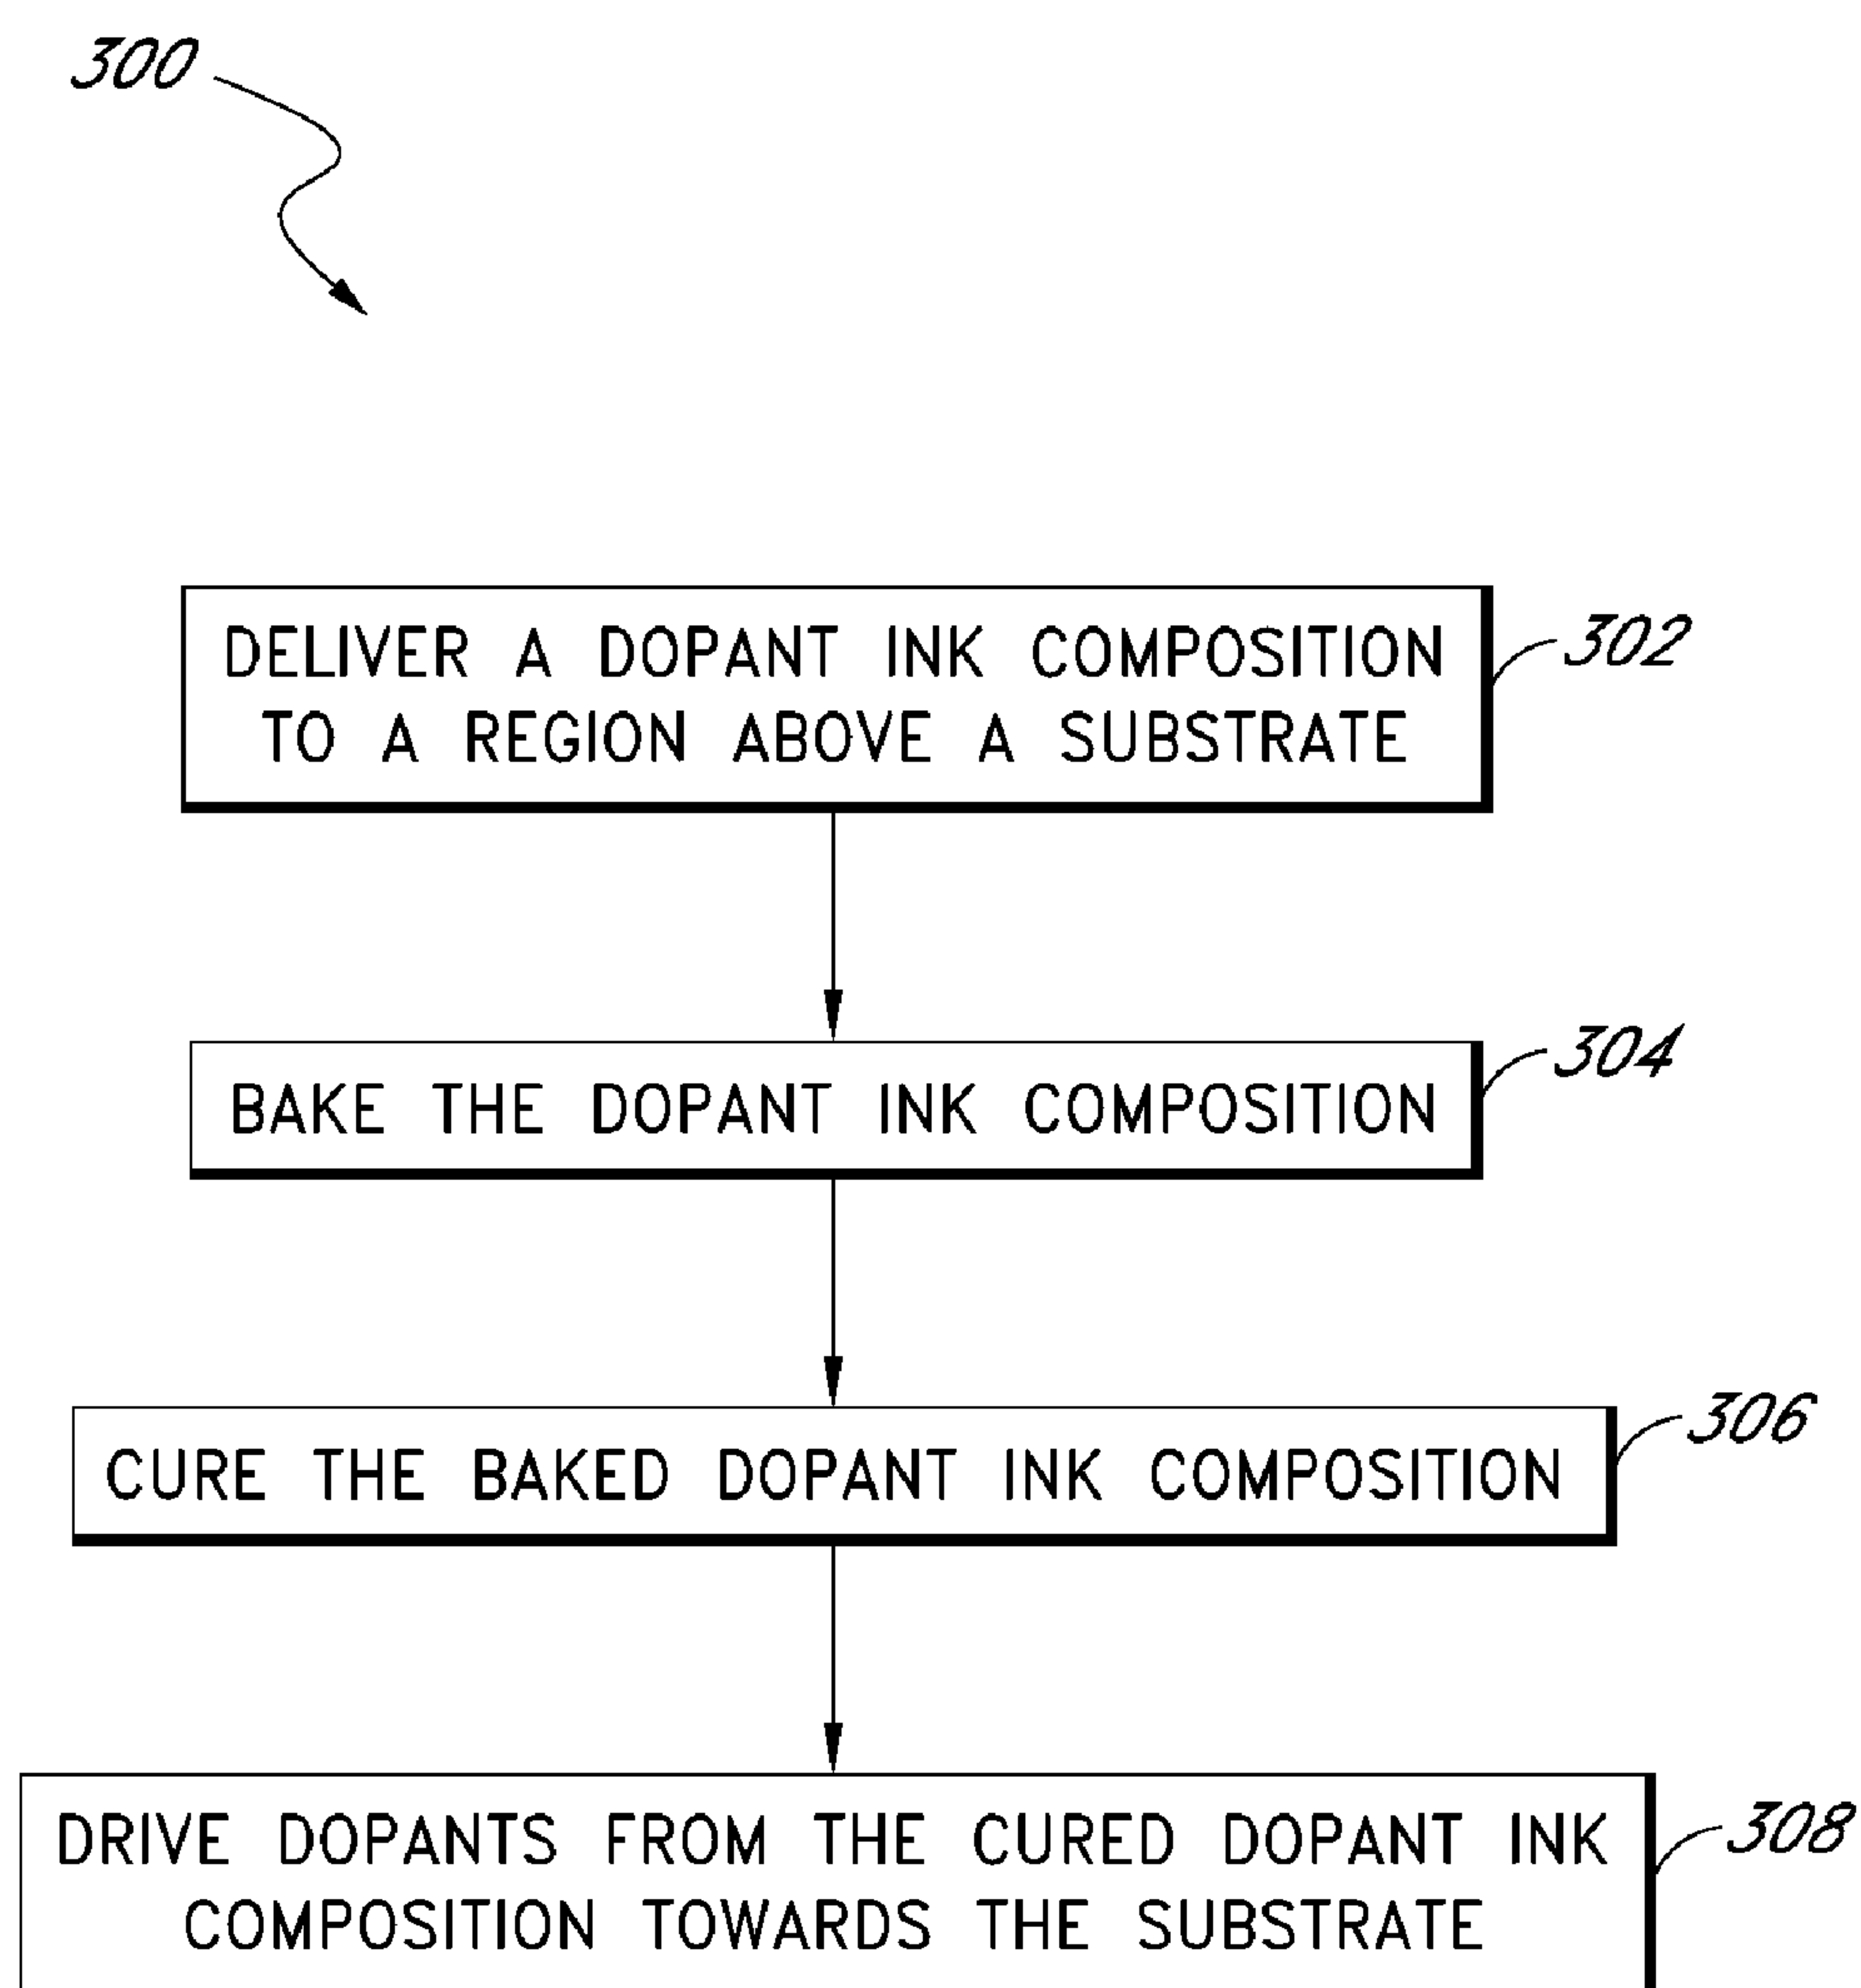 300
DELIVER A DOPANT INK COMPOSITION
TO A REGION ABOVE A SUBSTRATE
302
BAKE THE DOPANT INK COMPOSITION
304
CURE THE BAKED DOPANT INK COMPOSITION
306
DRIVE DOPANTS FROM THE CURED DOPANT INK
COMPOSITION TOWARDS THE SUBSTRATE
308